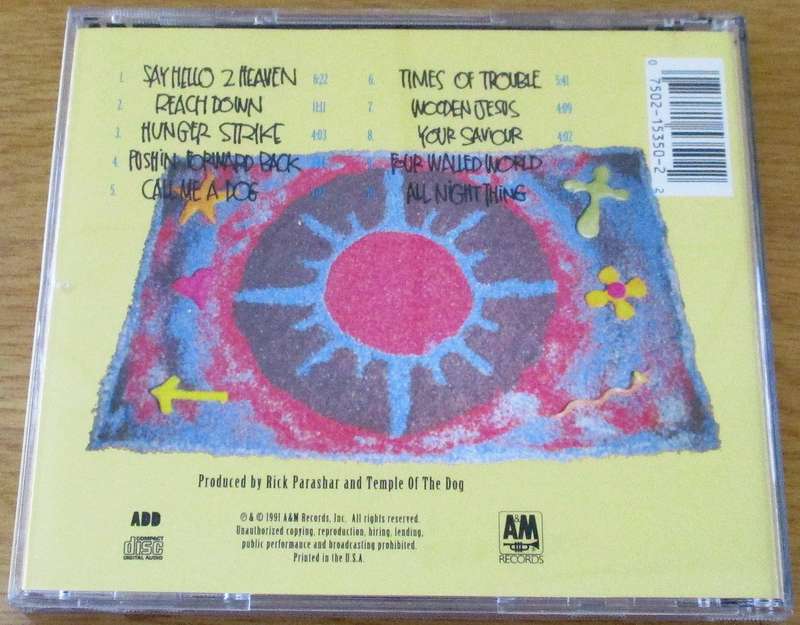 1. SAY HELLO 2 HEAVEN 6:22
2. REACH DOWN 11:11
3. HUNGER STRIKE 4:03
4. PUSHIN FORWARD BACK
5. CALL ME A DOG
6. TIMES OF TROUBLE 5:41
7. WOODEN JESUS 4:09
8. YOUR SAVIOUR 4:02
FOUR WALLED WORLD
ALL NIGHT THING
0 7502-15350-2 2
Produced by Rick Parashar and Temple Of The Dog
ADD
COMPACT
disc
DIGITAL AUDIO
℗ & © 1991 A&M Records, Inc. All rights reserved.
Unauthorized copying, reproduction, hiring, lending,
public performance and broadcasting prohibited.
Printed in the U.S.A.
A&M
RECORDS